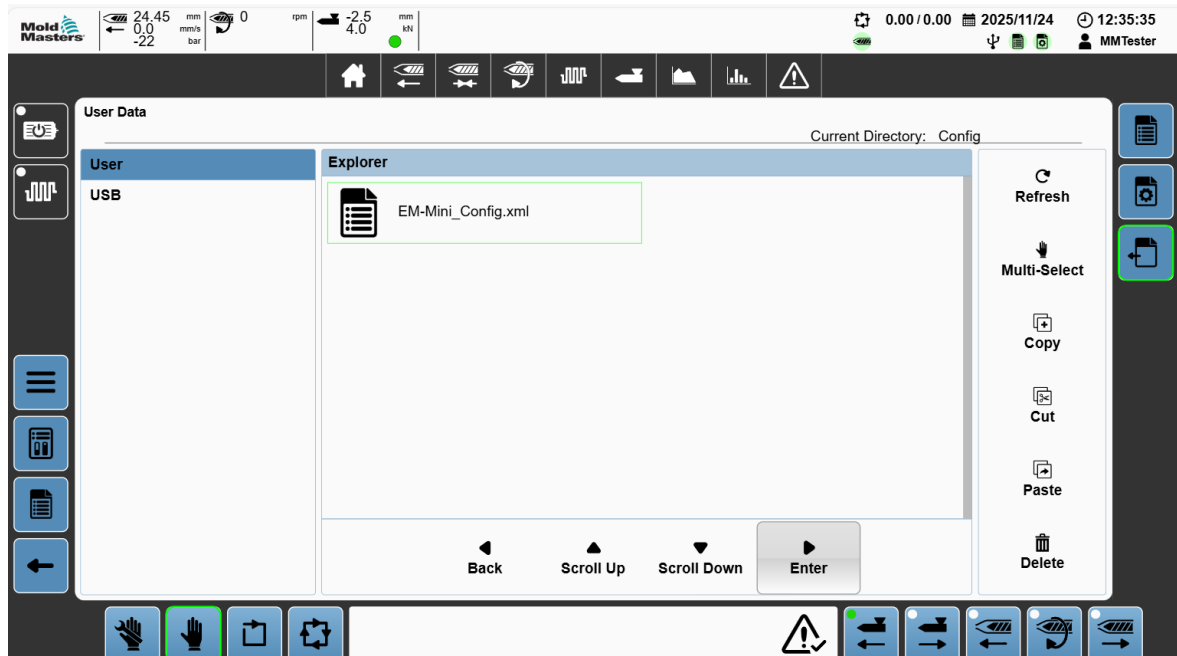 Mold
Masters
24.45 mm
0.0 mm/s
-22 bar
0 rpm
-2.5 mm
4.0 kN
0.00 / 0.00
2025/11/24
12:35:35
MMTester
User Data
Current Directory: Config
User
USB
Explorer
EM-Mini_Config.xml
Refresh
Multi-Select
Copy
Cut
Paste
Delete
Back
Scroll Up
Scroll Down
Enter